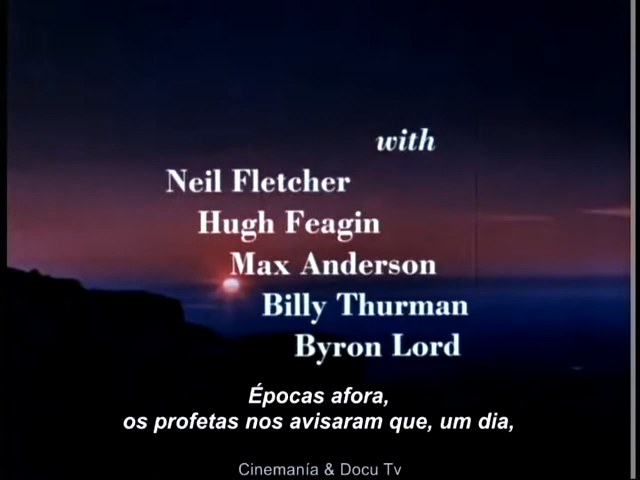 with
Neil Fletcher
Hugh Feagin
Max Anderson
Billy Thurman
Byron Lord
Épocas afora,
os profetas nos avisaram que, um dia,
Cinemanía & Docu Tv